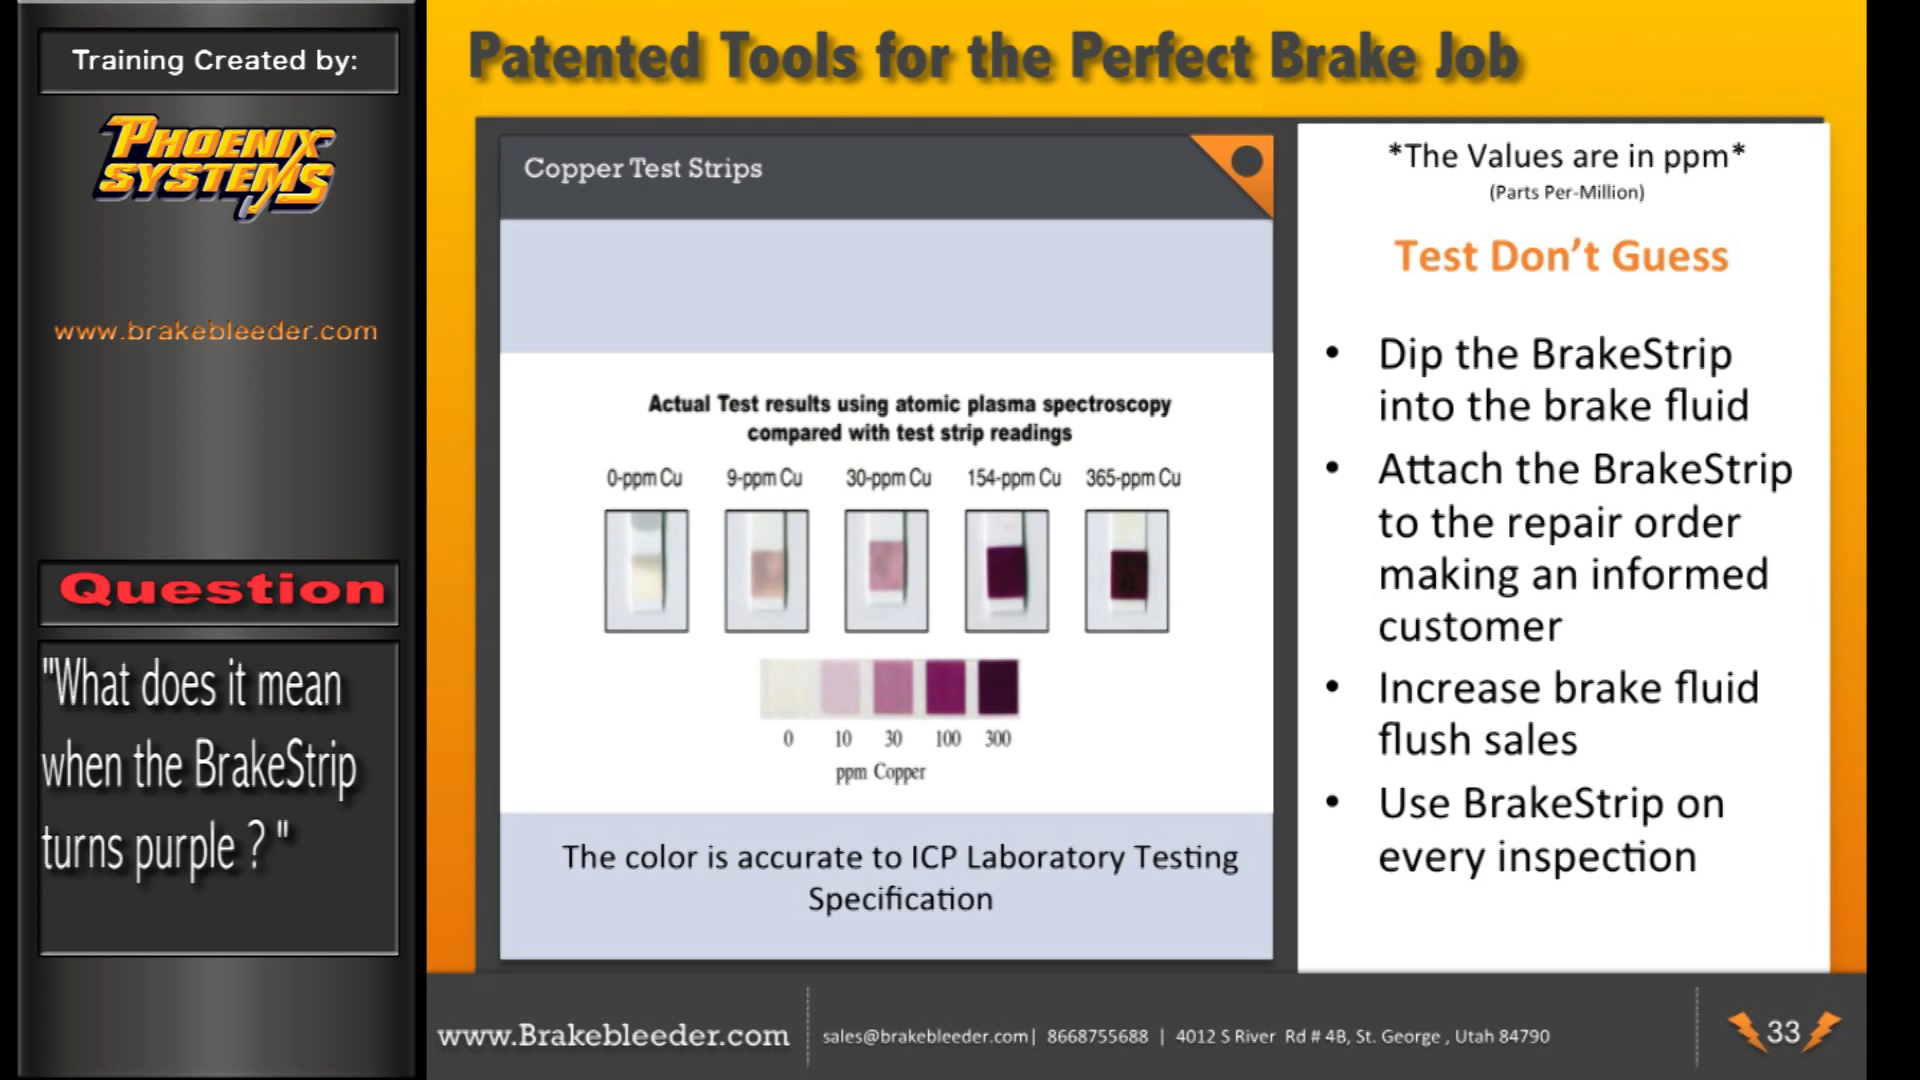 Training Created by:
PHOENIX
SYSTEMS
www.brakebleeder.com
Question
"What does it mean
when the BrakeStrip
turns purple ? "
Patented Tools for the Perfect Brake Job
Copper Test Strips
Actual Test results using atomic plasma spectroscopy
compared with test strip readings
0-ppm Cu 9-ppm Cu 30-ppm Cu 154-ppm Cu 365-ppm Cu
0 10 30 100 300
ppm Copper
The color is accurate to ICP Laboratory Testing
Specification
*The Values are in ppm*
(Parts Per-Million)
Test Don't Guess
• Dip the BrakeStrip
into the brake fluid
• Attach the BrakeStrip
to the repair order
making an informed
customer
• Increase brake fluid
flush sales
• Use BrakeStrip on
every inspection
www.Brakebleeder.com
sales@brakebleeder.com| 8668755688 | 4012 S River Rd # 4B, St. George , Utah 84790
33